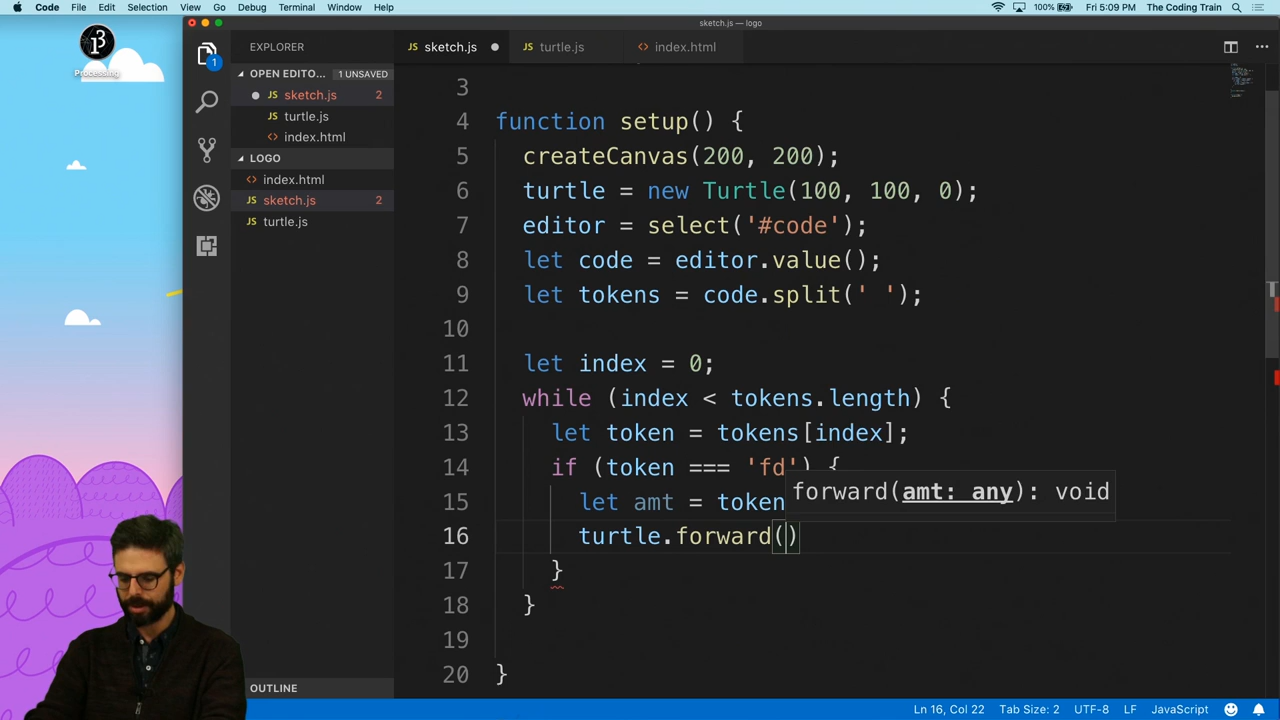 Code File Edit Selection View Go Debug Terminal Window Help 100% Fri 5:09 PM The Coding Train
sketch.js — logo
Processing
EXPLORER
sketch.js turtle.js index.html
OPEN EDITO... 1 UNSAVED
sketch.js 2
turtle.js
index.html
LOGO
index.html
sketch.js 2
turtle.js
OUTLINE
1
3
4 function setup() {
5 createCanvas(200, 200);
6 turtle = new Turtle(100, 100, 0);
7 editor = select('#code');
8 let code = editor.value();
9 let tokens = code.split(' ');
10
11 let index = 0;
12 while (index < tokens.length) {
13 let token = tokens[index];
14 if (token === 'fd') {
forward(amt: any): void
15 let amt = token
16 turtle.forward()
17 }
18 }
19
20 }
Ln 16, Col 22 Tab Size: 2 UTF-8 LF JavaScript